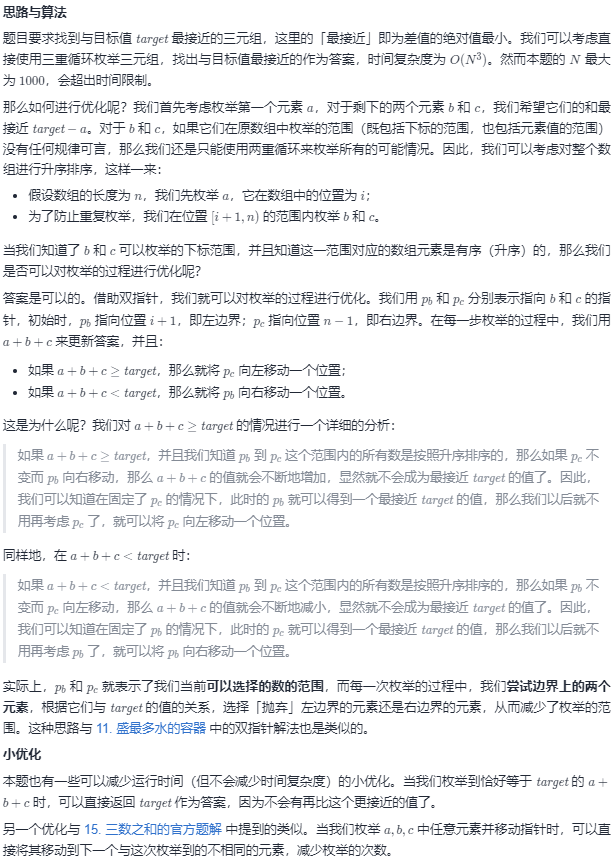 思路与算法
题目要求找到与目标值 target 最接近的三元组，这里的「最接近」即为差值的绝对值最小。我们可以考虑直
接使用三重循环枚举三元组，找出与目标值最接近的作为答案，时间复杂度为 O(N³)。然而本题的 N 最大
为 1000，会超出时间限制。
那么如何进行优化呢？我们首先考虑枚举第一个元素 a，对于剩下的两个元素 b 和 c，我们希望它们的和最
接近 target − a。对于 b 和 c，如果它们在原数组中枚举的范围（既包括下标的范围，也包括元素值的范围）
没有任何规律可言，那么我们还是只能使用两重循环来枚举所有的可能情况。因此，我们可以考虑对整个数
组进行升序排序，这样一来：
• 假设数组的长度为 n，我们先枚举 a，它在数组中的位置为 i；
• 为了防止重复枚举，我们在位置 [i + 1, n) 的范围内枚举 b 和 c。
当我们知道了 b 和 c 可以枚举的下标范围，并且知道这一范围对应的数组元素是有序（升序）的，那么我们
是否可以对枚举的过程进行优化呢？
答案是可以的。借助双指针，我们就可以对枚举的过程进行优化。我们用 p_b 和 p_c 分别表示指向 b 和 c 的指
针，初始时，p_b 指向位置 i + 1，即左边界；p_c 指向位置 n − 1，即右边界。在每一步枚举的过程中，我们用
a + b + c 来更新答案，并且：
• 如果 a + b + c ≥ target，那么就将 p_c 向左移动一个位置；
• 如果 a + b + c < target，那么就将 p_b 向右移动一个位置。
这是为什么呢？我们对 a + b + c ≥ target 的情况进行一个详细的分析：
如果 a + b + c ≥ target，并且我们知道 p_b 到 p_c 这个范围内的所有数是按照升序排序的，那么如果 p_c 不
变而 p_b 向右移动，那么 a + b + c 的值就会不断地增加，显然就不会成为最接近 target 的值了。因此，
我们可以知道在固定了 p_c 的情况下，此时的 p_b 就可以得到一个最接近 target 的值，那么我们以后就不
用再考虑 p_c 了，就可以将 p_c 向左移动一个位置。
同样地，在 a + b + c < target 时：
如果 a + b + c < target，并且我们知道 p_b 到 p_c 这个范围内的所有数是按照升序排序的，那么如果 p_b 不
变而 p_c 向左移动，那么 a + b + c 的值就会不断地减小，显然就不会成为最接近 target 的值了。因此，
我们可以知道在固定了 p_b 的情况下，此时的 p_c 就可以得到一个最接近 target 的值，那么我们以后就不
用再考虑 p_b 了，就可以将 p_b 向右移动一个位置。
实际上，p_b 和 p_c 就表示了我们当前可以选择的数的范围，而每一次枚举的过程中，我们尝试边界上的两个
元素，根据它们与 target 的值的关系，选择「抛弃」左边界的元素还是右边界的元素，从而减少了枚举的范
围。这种思路与 11. 盛最多水的容器 中的双指针解法也是类似的。
小优化
本题也有一些可以减少运行时间（但不会减少时间复杂度）的小优化。当我们枚举到恰好等于 target 的 a +
b + c 时，可以直接返回 target 作为答案，因为不会有再比这个更接近的值了。
另一个优化与 15. 三数之和的官方题解 中提到的类似。当我们枚举 a, b, c 中任意元素并移动指针时，可以直
接将其移动到下一个与这次枚举到的不相同的元素，减少枚举的次数。